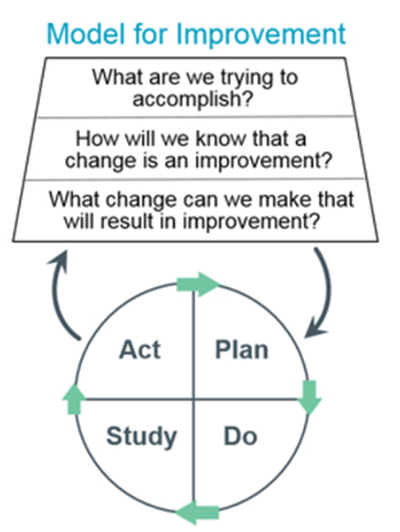 Model for Improvement
What are we trying to
accomplish?
How will we know that a
change is an improvement?
What change can we make that
will result in improvement?
Act
Plan
Study
Do